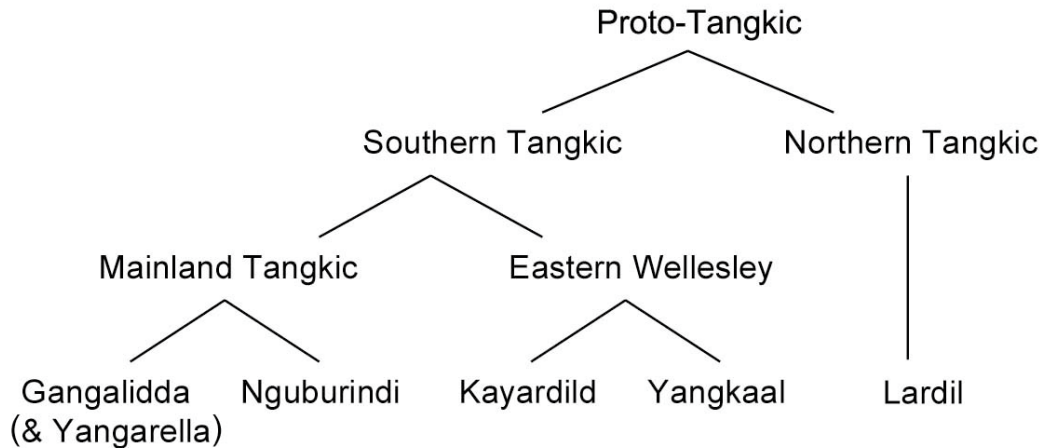 Proto-Tangkic
Southern Tangkic
Northern Tangkic
Mainland Tangkic
Eastern Wellesley
Gangalidda
(& Yangarella)
Nguburindi
Kayardild
Yangkaal
Lardil